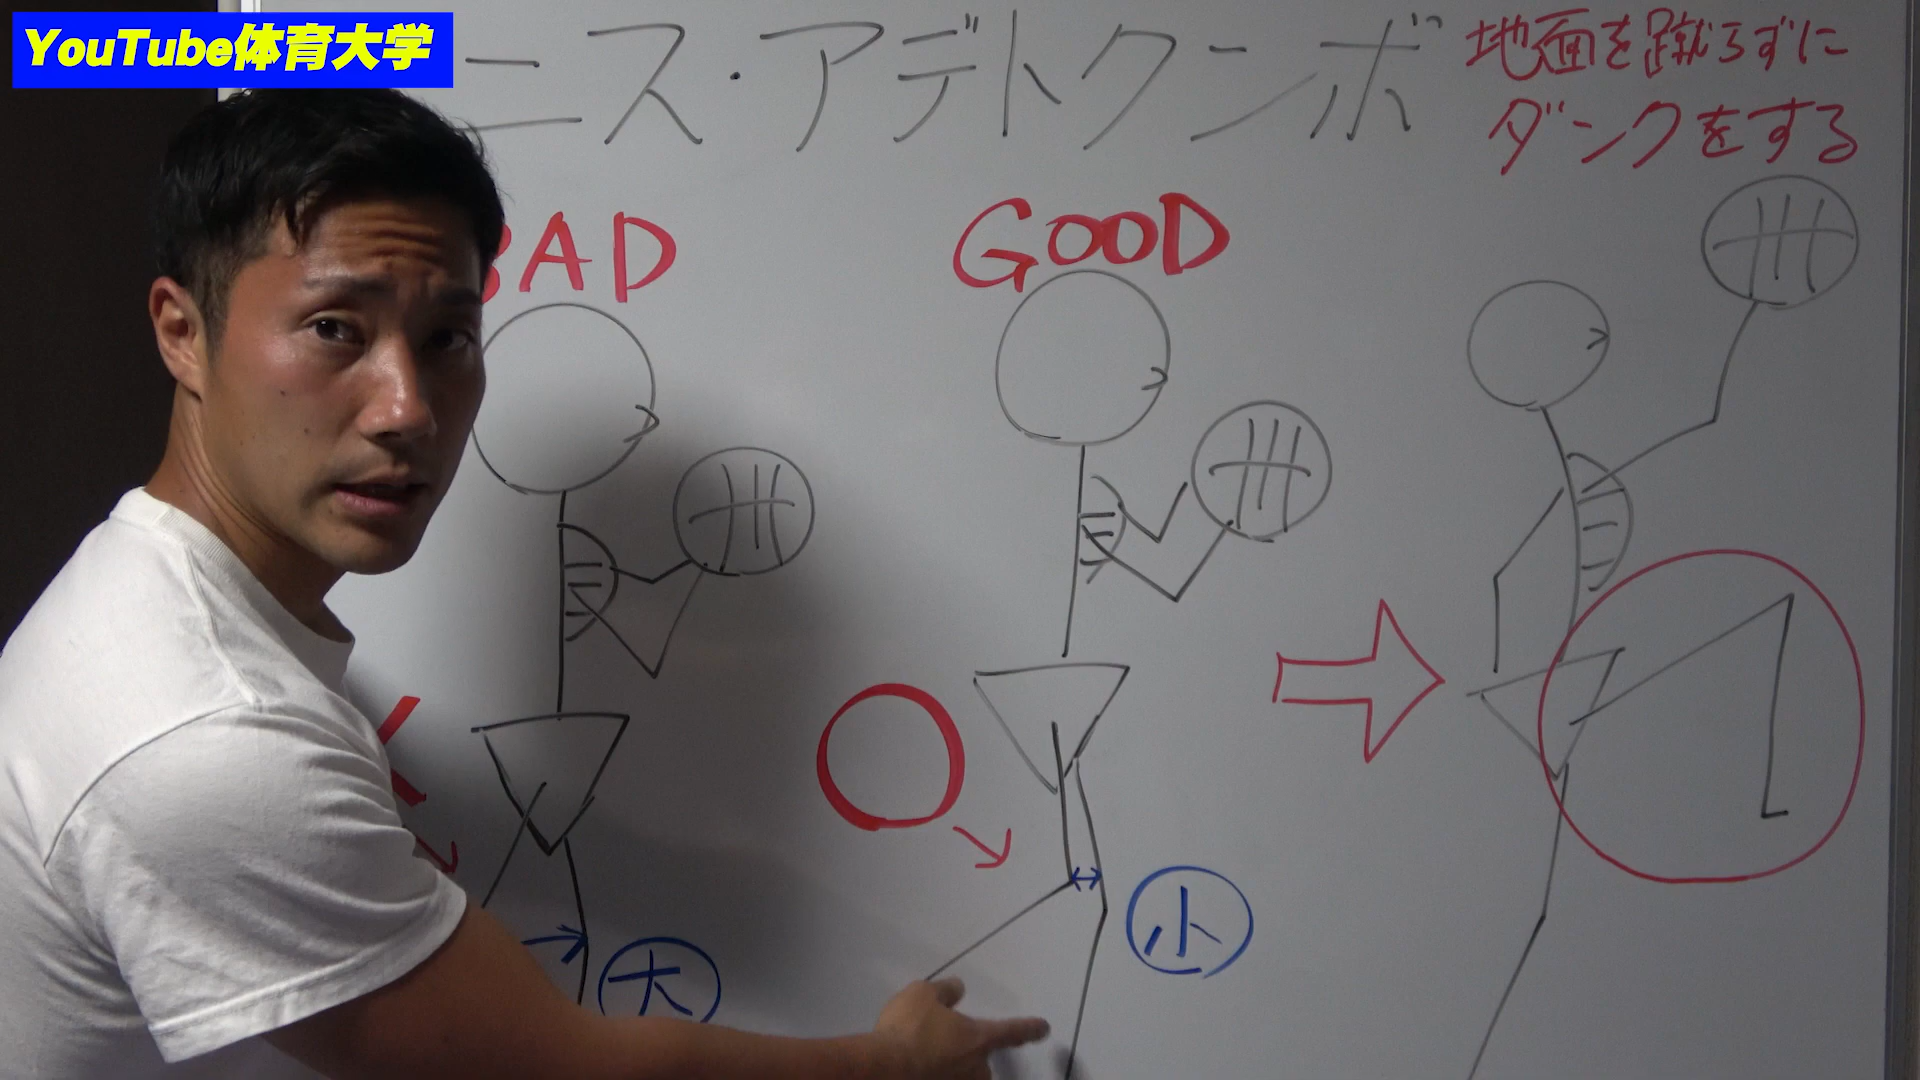 YouTube体育大学
ニス・アデトクンボ
地面を蹴らずに
ダンクをする
BAD
GOOD
大
小